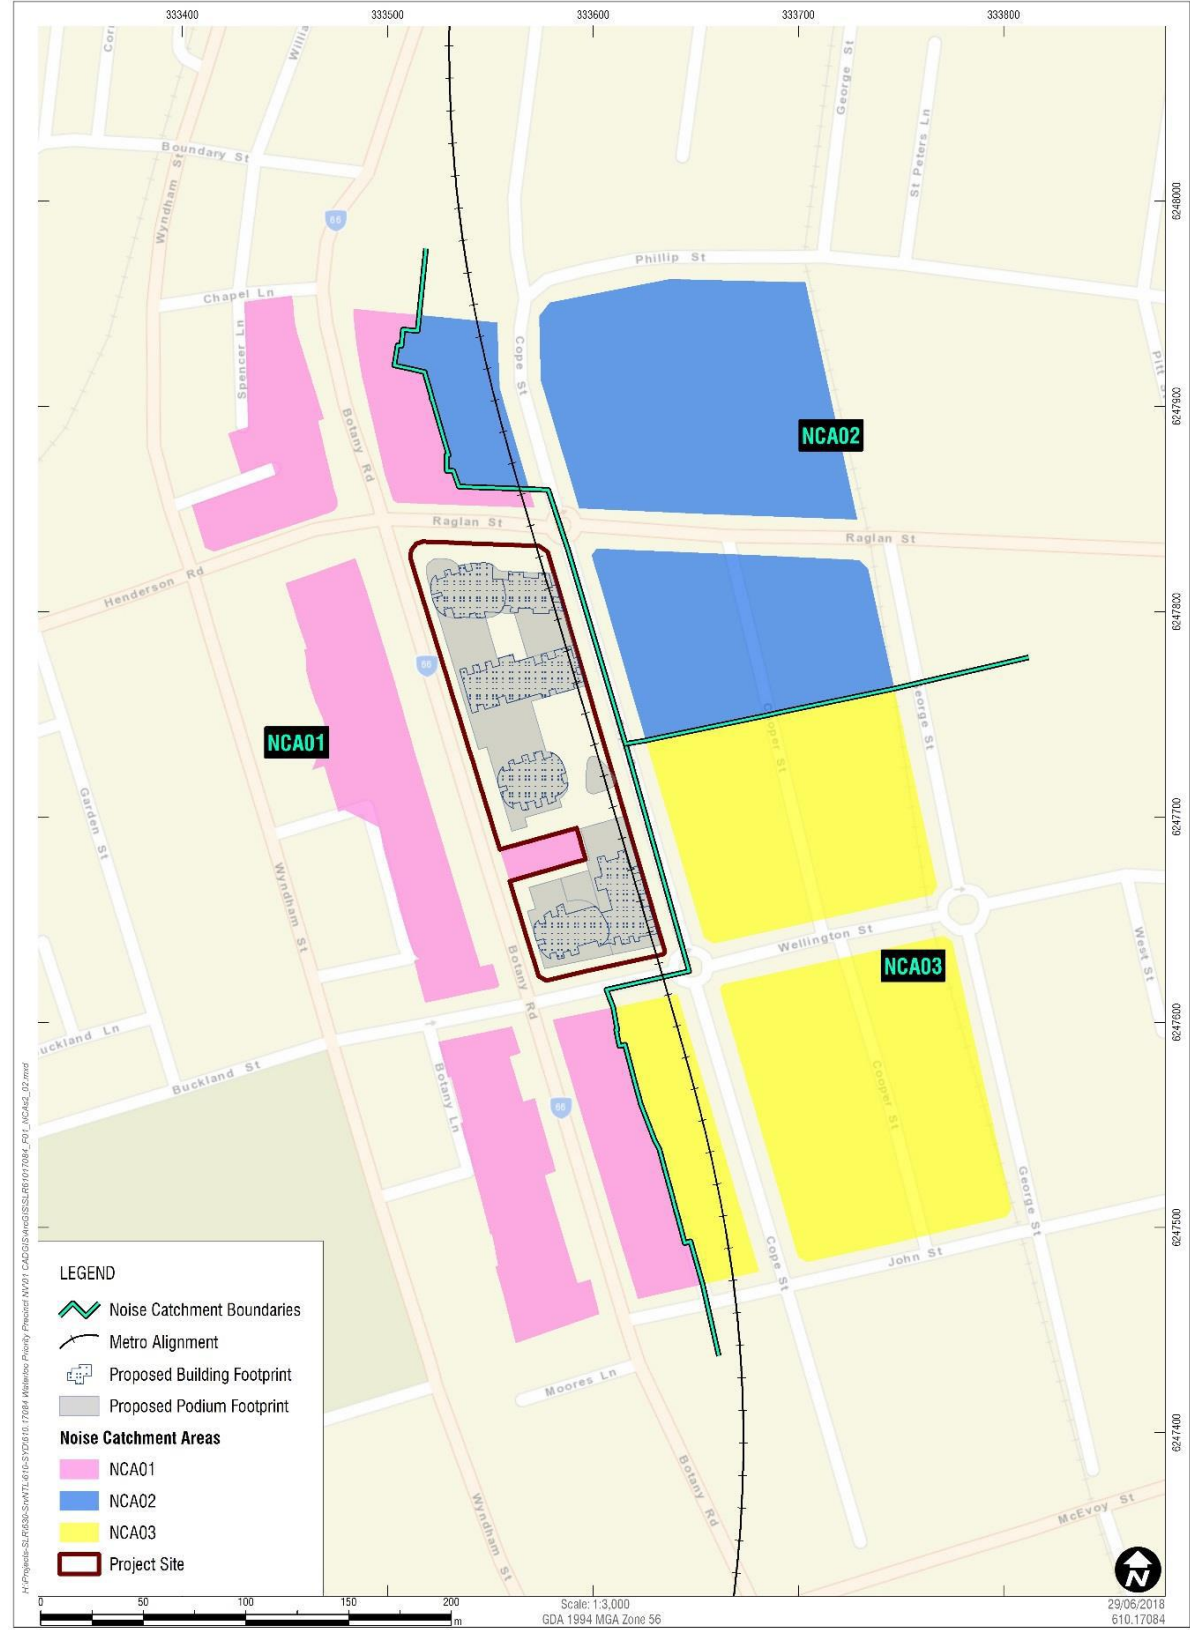 333400
333500
333600
333700
333800
Willia
George St
St Peters Ln
Boundary St
Wyndham St
66
6248000
Phillip St
Chapel Ln
Spencer Ln
Cope St
Pitt
6247900
Botany Rd
NCA02
Raglan St
Raglan St
Henderson Rd
6247800
66
Cooper St
George St
NCA01
Garden St
6247700
Wyndham St
Wellington St
West St
NCA03
Botany Rd
6247600
uckland Ln
Buckland St
Botany Ln
Cooper St
66
George St
6247500
Cope St
John St
LEGEND
Noise Catchment Boundaries
Metro Alignment
Proposed Building Footprint
Proposed Podium Footprint
Noise Catchment Areas
NCA01
NCA02
NCA03
Project Site
Moores Ln
6247400
Botany Rd
Wyndham St
McEvoy St
N
0 50 100 150 200
m
Scale: 1:3,000
GDA 1994 MGA Zone 56
29/06/2018
610.17084